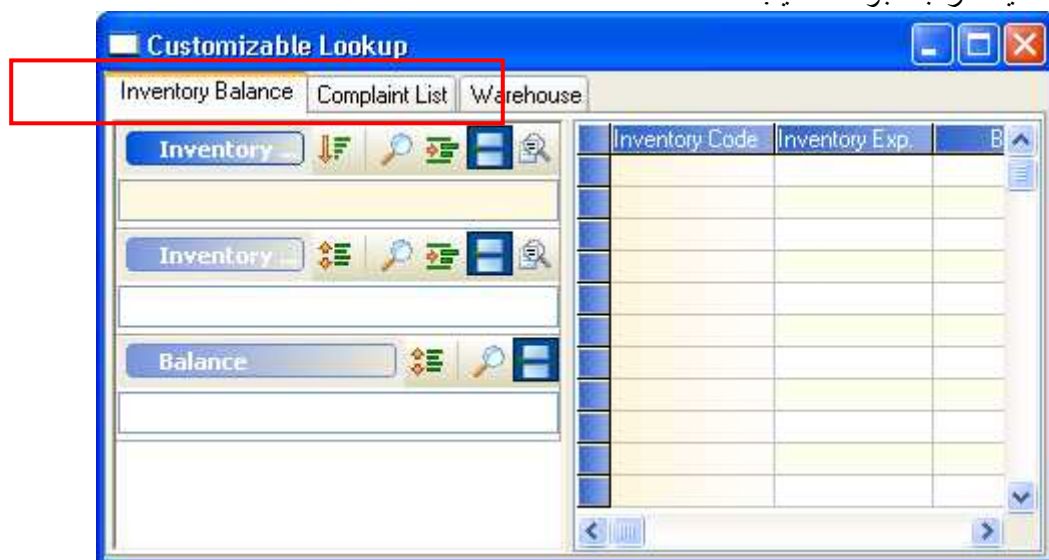 Customizable Lookup
Inventory Balance Complaint List Warehouse
Inventory ...
Inventory ...
Balance
Inventory Code Inventory Exp. B